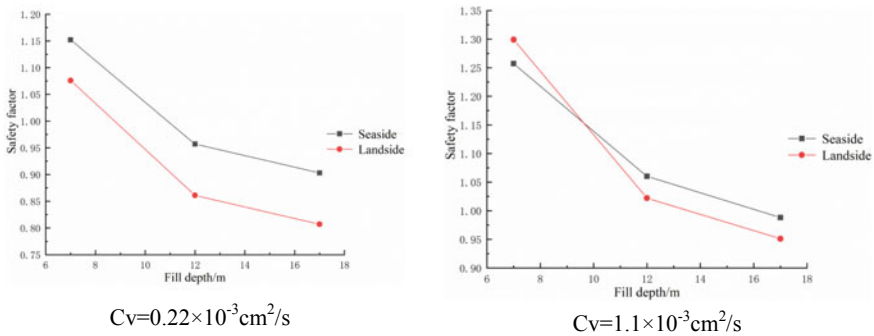 1.20
1.15
1.10
1.05
1.00
0.95
0.90
0.85
0.80
0.75
Safety factor
6 8 10 12 14 16 18
Fill depth/m
Seaside
Landside
Cv=0.22×10⁻³cm²/s
1.35
1.30
1.25
1.20
1.15
1.10
1.05
1.00
0.95
0.90
Safety factor
6 8 10 12 14 16 18
Fill depth/m
Seaside
Landside
Cv=1.1×10⁻³cm²/s